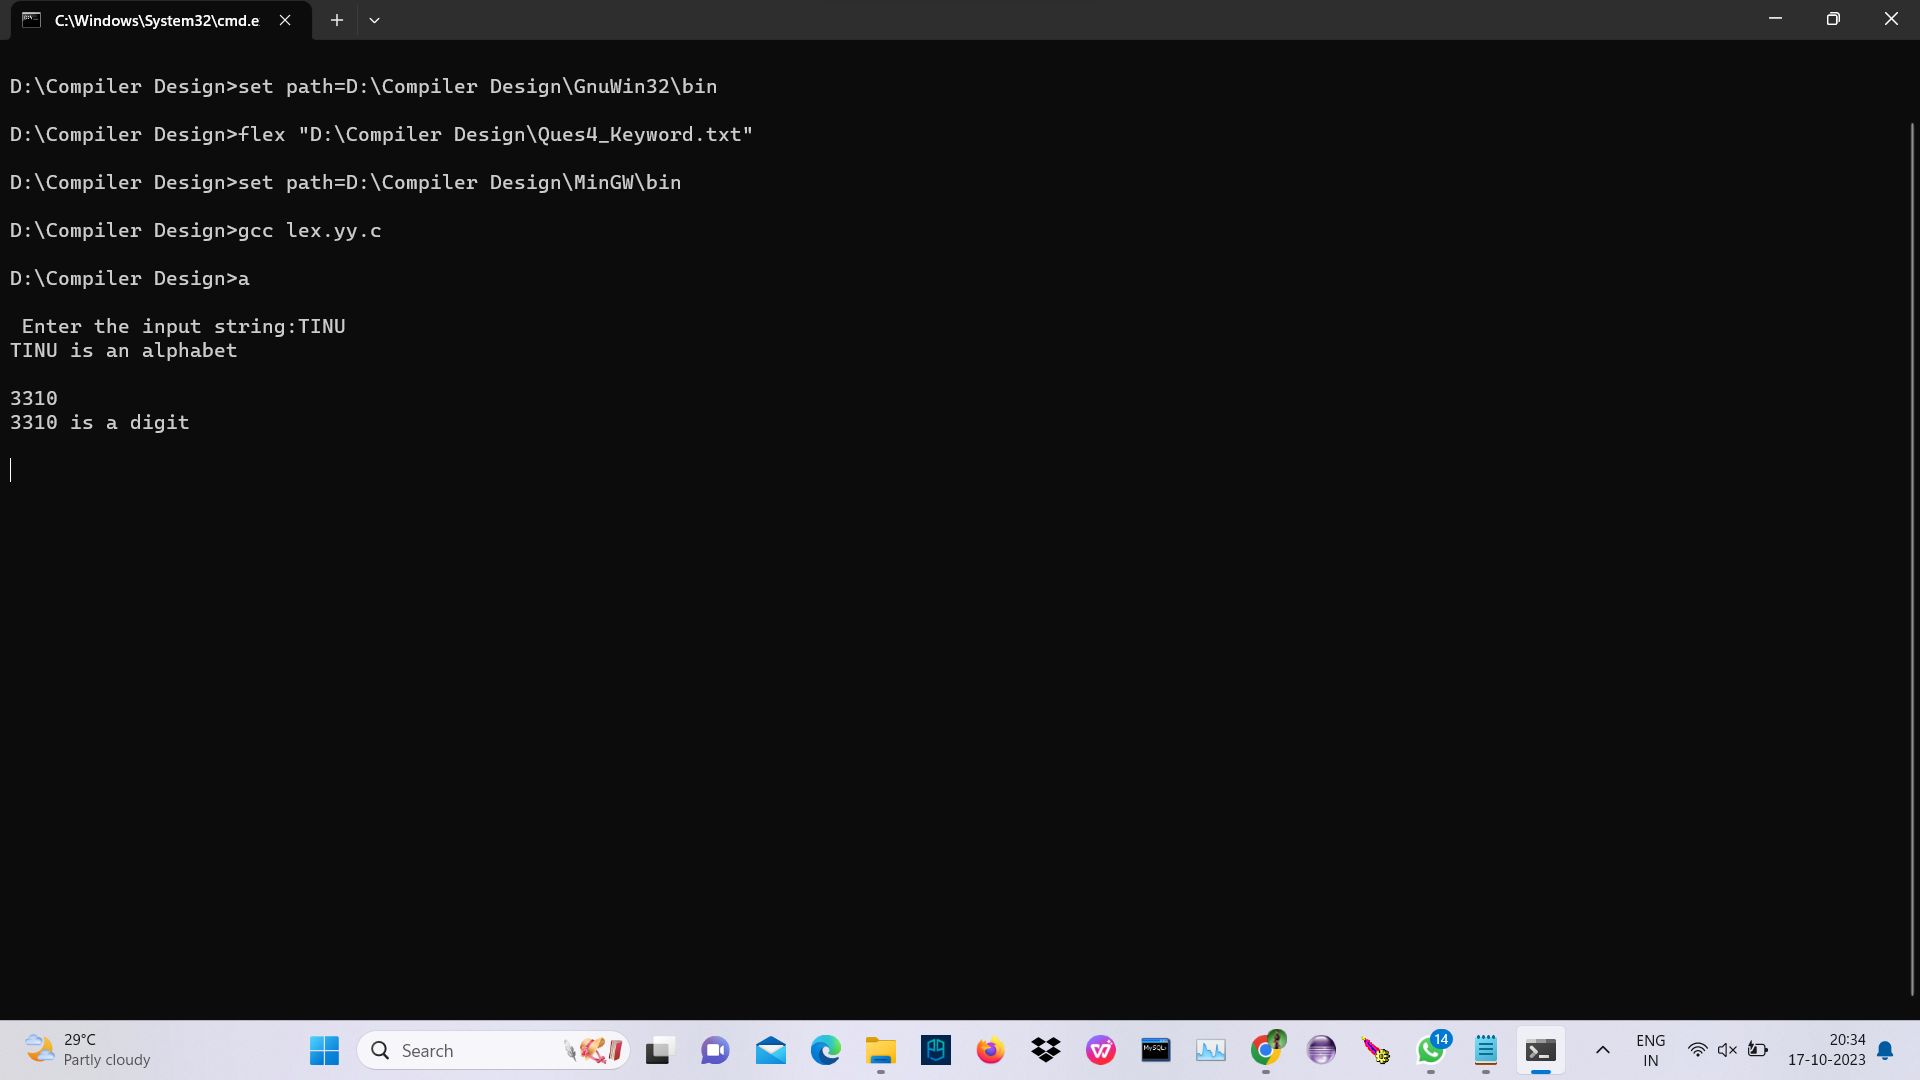 C:\Windows\System32\cmd.e
D:\Compiler Design>set path=D:\Compiler Design\GnuWin32\bin
D:\Compiler Design>flex "D:\Compiler Design\Ques4_Keyword.txt"
D:\Compiler Design>set path=D:\Compiler Design\MinGW\bin
D:\Compiler Design>gcc lex.yy.c
D:\Compiler Design>a
Enter the input string:TINU
TINU is an alphabet
3310
3310 is a digit
29°C
Partly cloudy
Search
MySQL
14
ENG
IN
20:34
17-10-2023